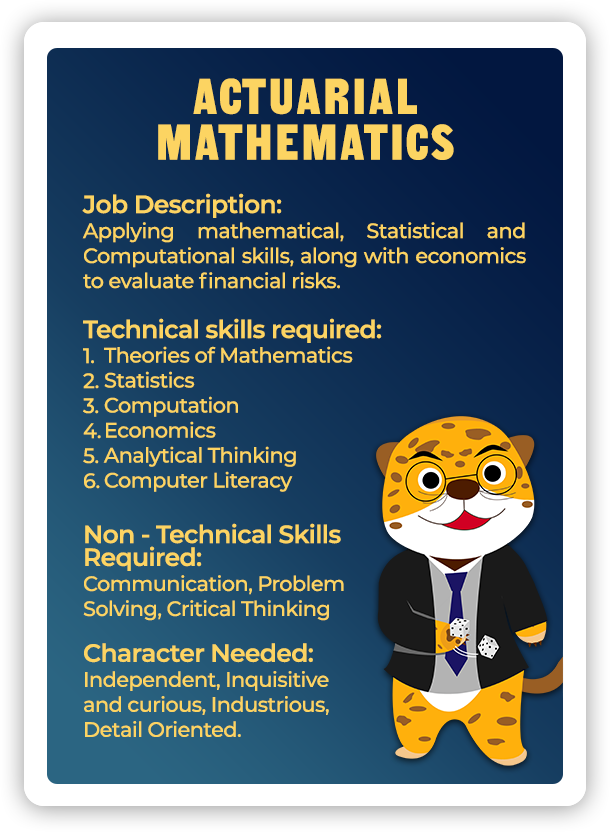 ACTUARIAL
MATHEMATICS
Job Description:
Applying mathematical, Statistical and
Computational skills, along with economics
to evaluate financial risks.
Technical skills required:
1. Theories of Mathematics
2. Statistics
3. Computation
4. Economics
5. Analytical Thinking
6. Computer Literacy
Non - Technical Skills
Required:
Communication, Problem
Solving, Critical Thinking
Character Needed:
Independent, Inquisitive
and curious, Industrious,
Detail Oriented.